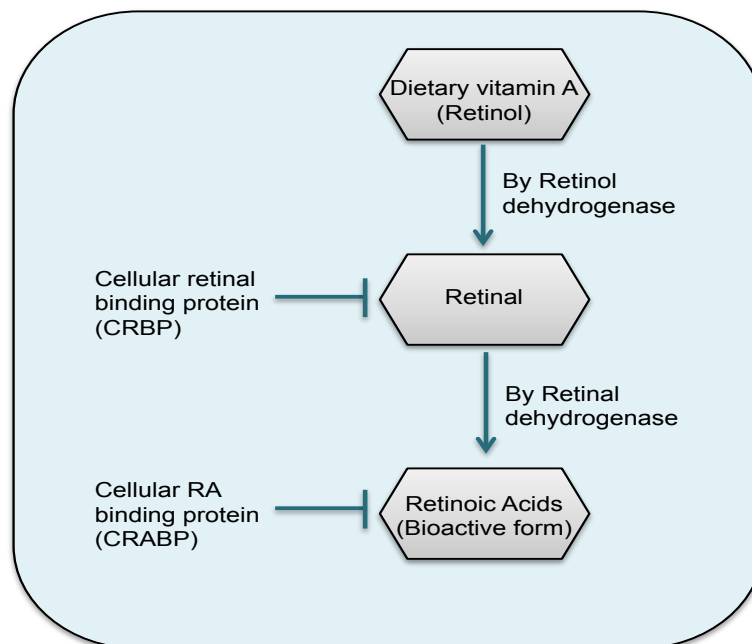 Dietary vitamin A
(Retinol)
By Retinol
dehydrogenase
Cellular retinal
binding protein
(CRBP)
Retinal
By Retinal
dehydrogenase
Cellular RA
binding protein
(CRABP)
Retinoic Acids
(Bioactive form)